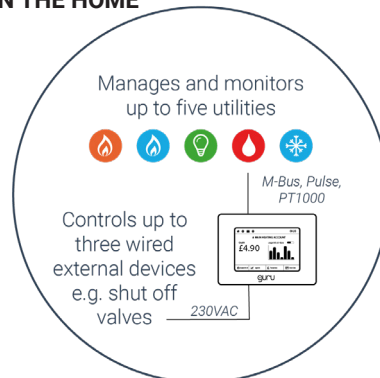 N THE HOME
Manages and monitors
up to five utilities
M-Bus, Pulse,
PT1000
Controls up to
three wired
external devices
e.g. shut off
valves
230VAC
£4.90
guru